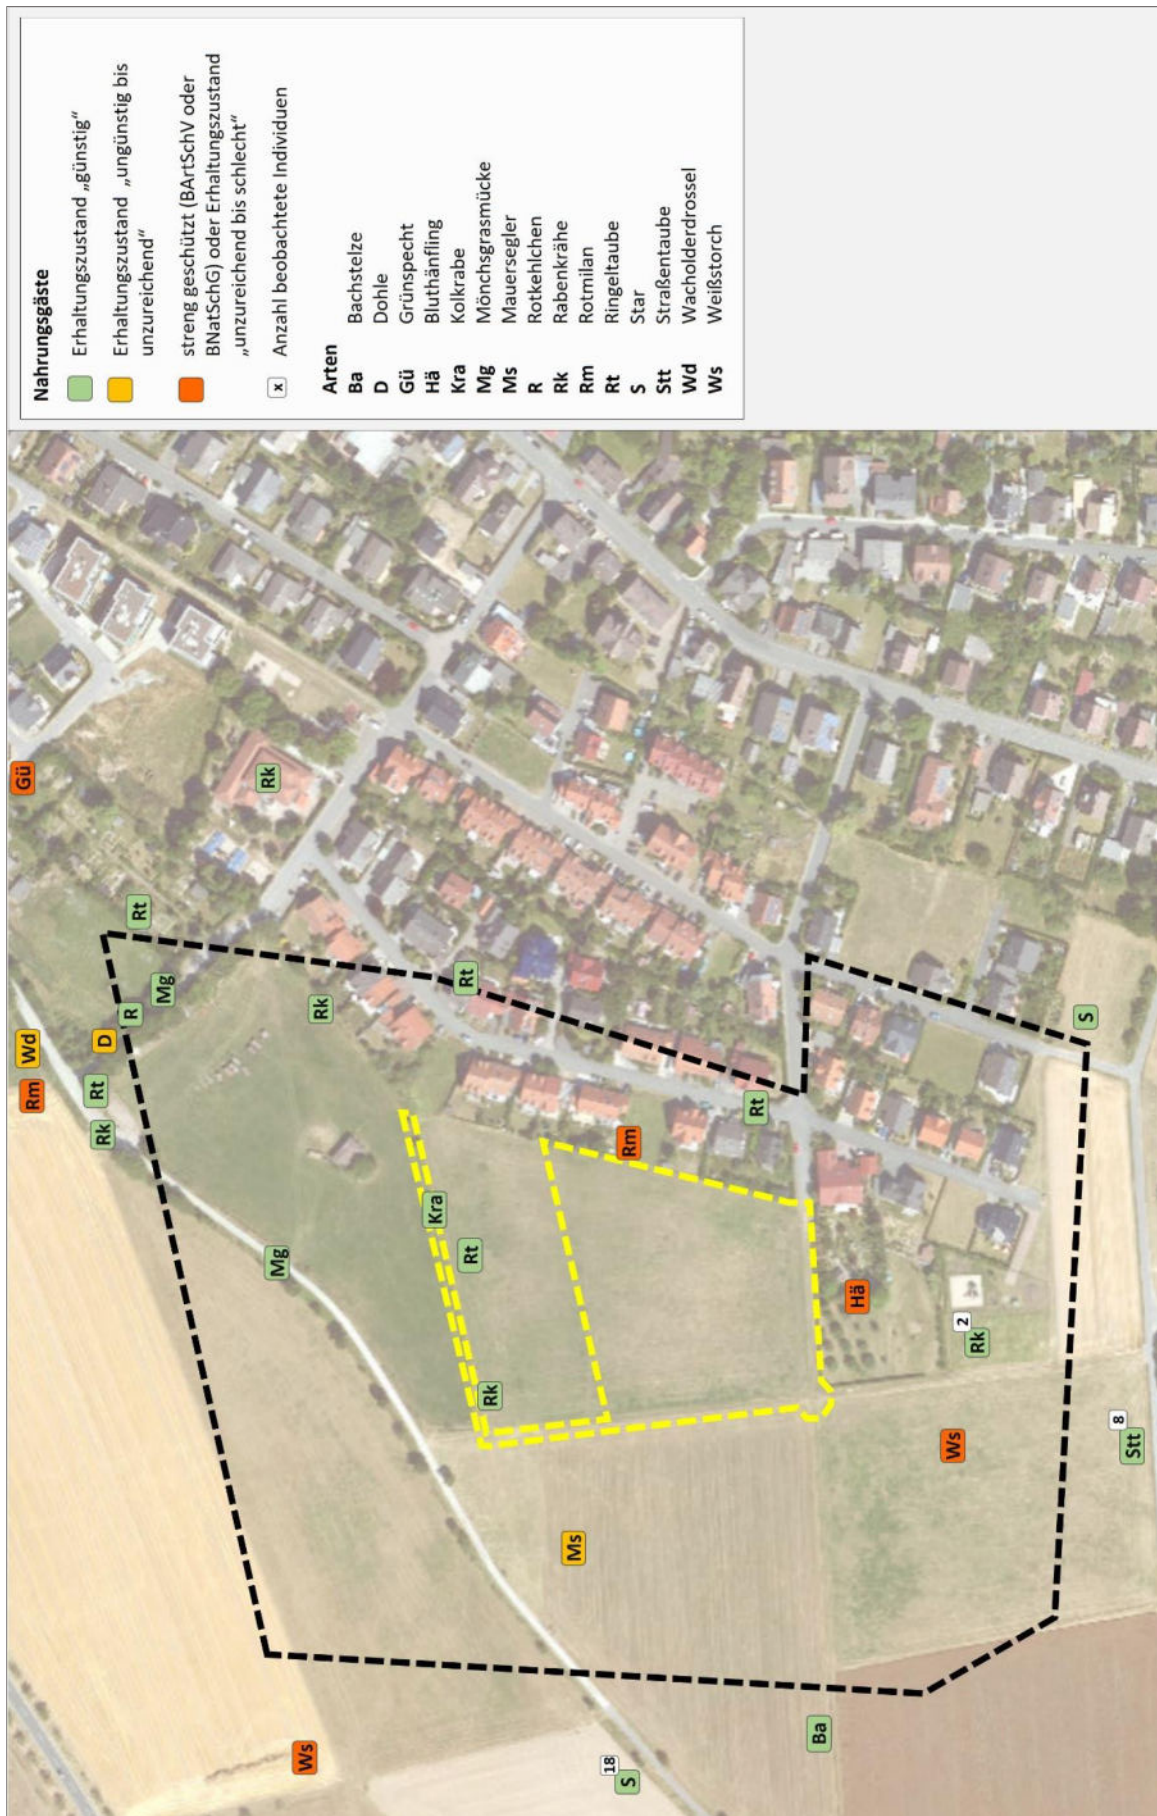 Nahrungsgäste
Erhaltungszustand „günstig“
Erhaltungszustand „ungünstig bis
unzureichend“
streng geschützt (BArtSchV oder
BNatSchG) oder Erhaltungszustand
„unzureichend bis schlecht“
x Anzahl beobachtete Individuen
Arten
Ba Bachstelze
D Dohle
Gü Grünspecht
Hä Bluthänfling
Kra Kolkrabe
Mg Mönchsgrasmücke
Ms Mauersegler
R Rotkehlchen
Rk Rabenkrähe
Rm Rotmilan
Rt Ringeltaube
S Star
Stt Straßentaube
Wd Wacholderdrossel
Ws Weißstorch
Gü
Rk
Rt
Mg
R
D
Wd
Rm
Rt
Rk
Rk
Rt
Mg
Kra
Rt
Rk
Rm
Rt
Hä
2
Rk
S
Ws
8
Stt
Ms
Ba
Ws
18
S